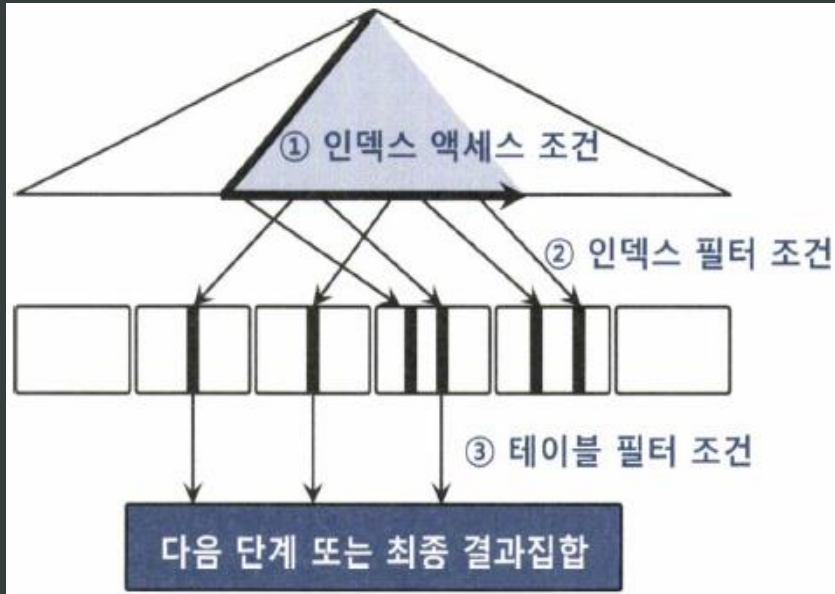 ① 인덱스 액세스 조건
② 인덱스 필터 조건
③ 테이블 필터 조건
다음 단계 또는 최종 결과집합